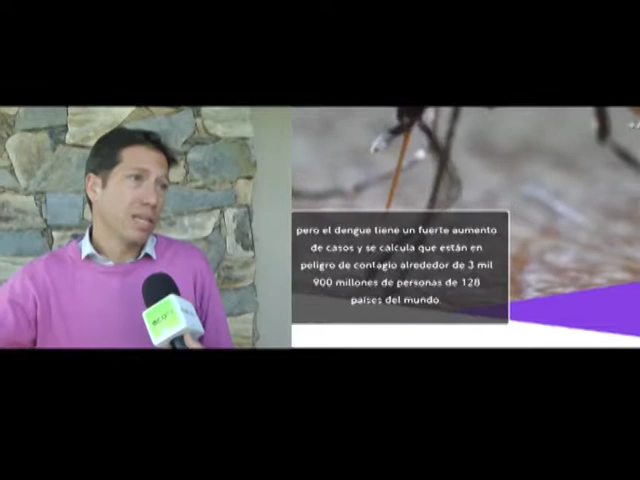 pero el dengue tiene un fuerte aumento
de casos y se calcula que están en
peligro de contagio alrededor de 3 mil
900 millones de personas de 128
países del mundo